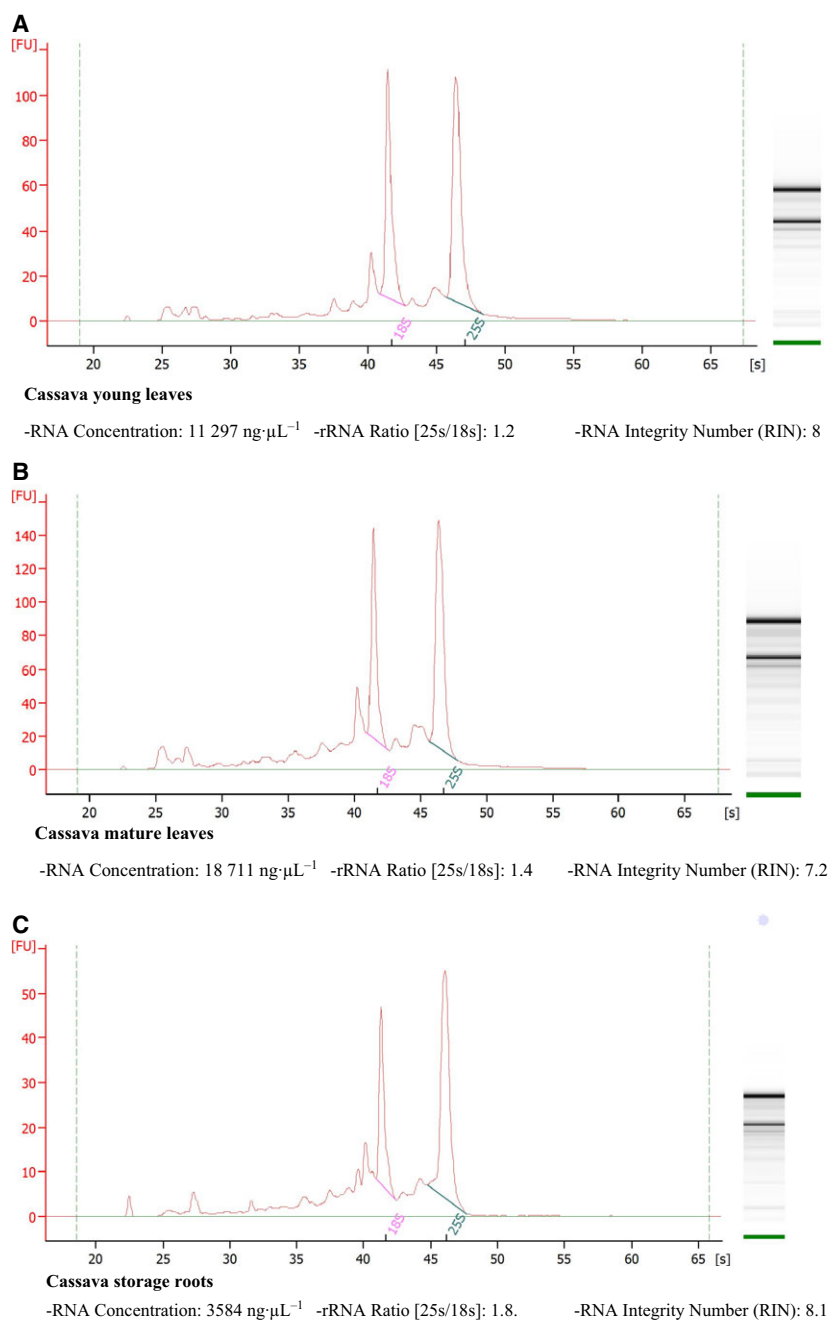 A
[FU]
100
80
60
40
20
0
18S
25S
20 25 30 35 40 45 50 55 60 65 [s]
Cassava young leaves
-RNA Concentration: 11 297 ng·µL⁻¹ -rRNA Ratio [25s/18s]: 1.2 -RNA Integrity Number (RIN): 8
B
[FU]
140
120
100
80
60
40
20
0
18S
25S
20 25 30 35 40 45 50 55 60 65 [s]
Cassava mature leaves
-RNA Concentration: 18 711 ng·µL⁻¹ -rRNA Ratio [25s/18s]: 1.4 -RNA Integrity Number (RIN): 7.2
C
[FU]
50
40
30
20
10
0
18S
25S
20 25 30 35 40 45 50 55 60 65 [s]
Cassava storage roots
-RNA Concentration: 3584 ng·µL⁻¹ -rRNA Ratio [25s/18s]: 1.8. -RNA Integrity Number (RIN): 8.1